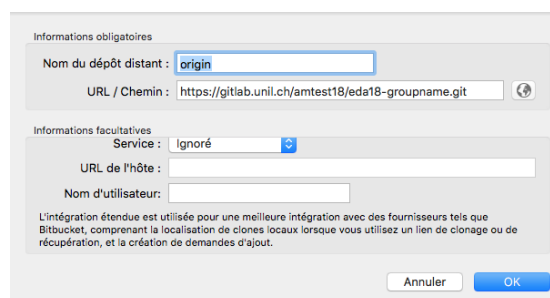 Informations obligatoires
Nom du dépôt distant : origin
URL / Chemin : https://gitlab.unil.ch/amtest18/eda18-groupname.git
Informations facultatives
Service : Ignoré
URL de l'hôte :
Nom d'utilisateur:
L'intégration étendue est utilisée pour une meilleure intégration avec des fournisseurs tels que
Bitbucket, comprenant la localisation de clones locaux lorsque vous utilisez un lien de clonage ou de
récupération, et la création de demandes d'ajout.
Annuler OK